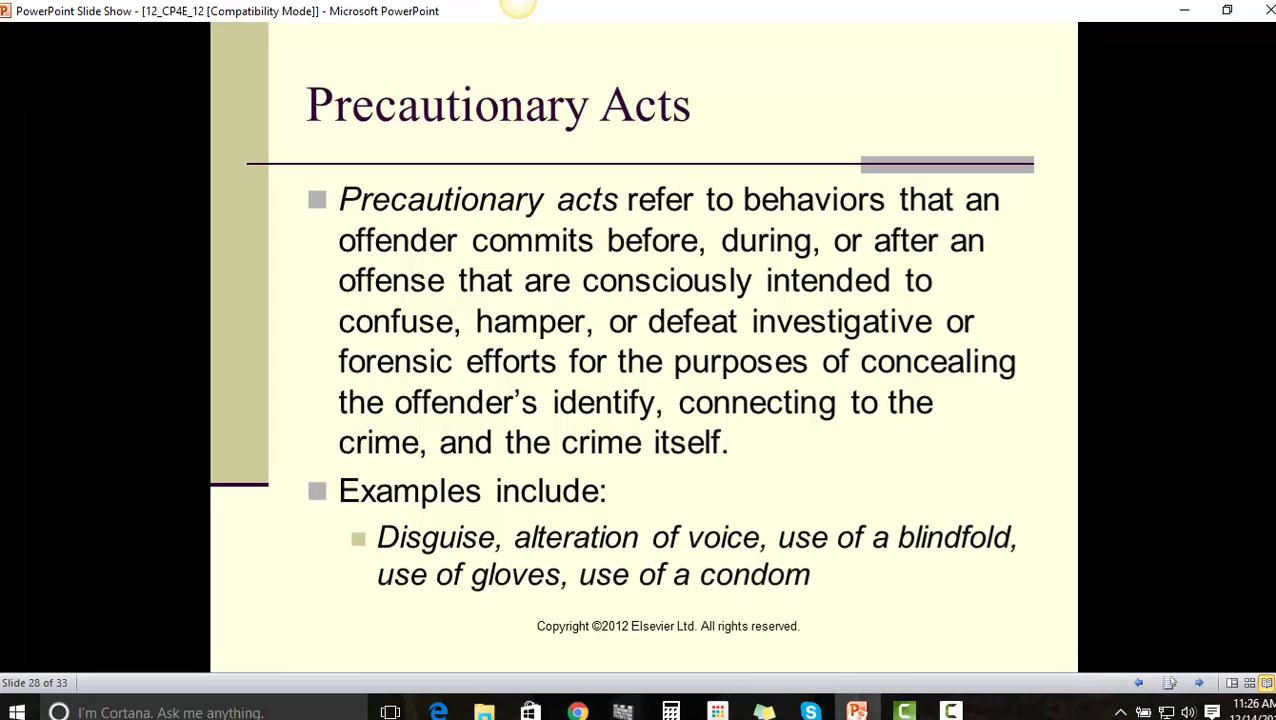 PowerPoint Slide Show - [12_CP4E_12 [Compatibility Mode]] - Microsoft PowerPoint
Precautionary Acts
Precautionary acts refer to behaviors that an
offender commits before, during, or after an
offense that are consciously intended to
confuse, hamper, or defeat investigative or
forensic efforts for the purposes of concealing
the offender’s identify, connecting to the
crime, and the crime itself.
Examples include:
Disguise, alteration of voice, use of a blindfold,
use of gloves, use of a condom
Copyright ©2012 Elsevier Ltd. All rights reserved.
Slide 28 of 33
I'm Cortana. Ask me anything.
11:26 AM